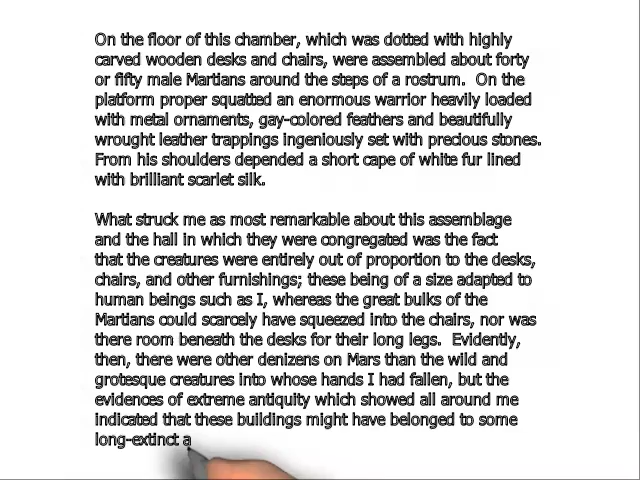 On the floor of this chamber, which was dotted with highly
carved wooden desks and chairs, were assembled about forty
or fifty male Martians around the steps of a rostrum.  On the
platform proper squatted an enormous warrior heavily loaded
with metal ornaments, gay-colored feathers and beautifully
wrought leather trappings ingeniously set with precious stones.
From his shoulders depended a short cape of white fur lined
with brilliant scarlet silk.

What struck me as most remarkable about this assemblage
and the hall in which they were congregated was the fact
that the creatures were entirely out of proportion to the desks,
chairs, and other furnishings; these being of a size adapted to
human beings such as I, whereas the great bulks of the
Martians could scarcely have squeezed into the chairs, nor was
there room beneath the desks for their long legs.  Evidently,
then, there were other denizens on Mars than the wild and
grotesque creatures into whose hands I had fallen, but the
evidences of extreme antiquity which showed all around me
indicated that these buildings might have belonged to some
long-extinct a